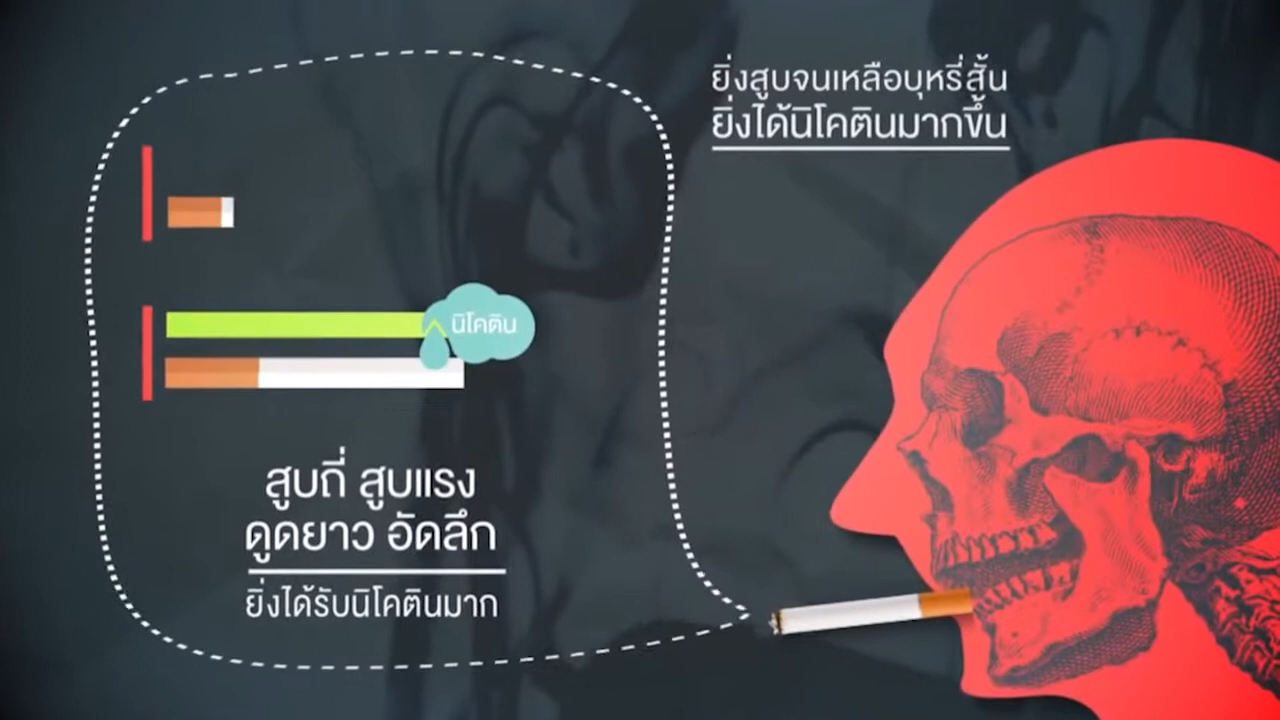 ยิ่งสูบจนเหลือบุหรี่สั้น
ยิ่งได้นิโคตินมากขึ้น
นิโคติน
สูบถี่ สูบแรง
ดูดยาว อัดลึก
ยิ่งได้รับนิโคตินมาก